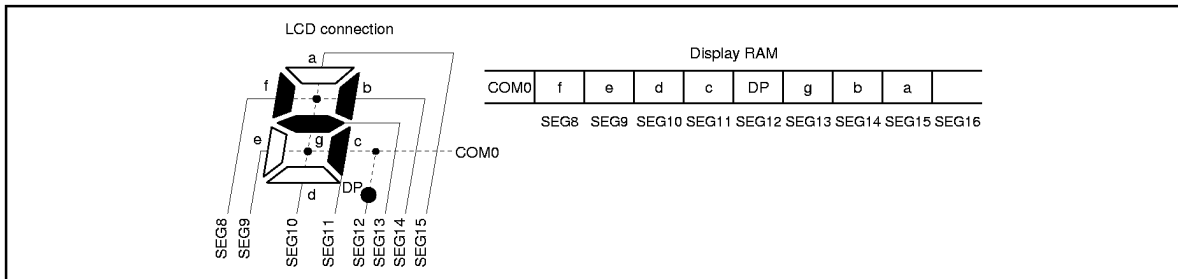 LCD connection
a
f
b
g
e
c
COM0
d
DP
SEG8
SEG9
SEG10
SEG11
SEG12
SEG13
SEG14
SEG15
Display RAM
COM0 f e d c DP g b a
SEG8 SEG9 SEG10 SEG11 SEG12 SEG13 SEG14 SEG15 SEG16